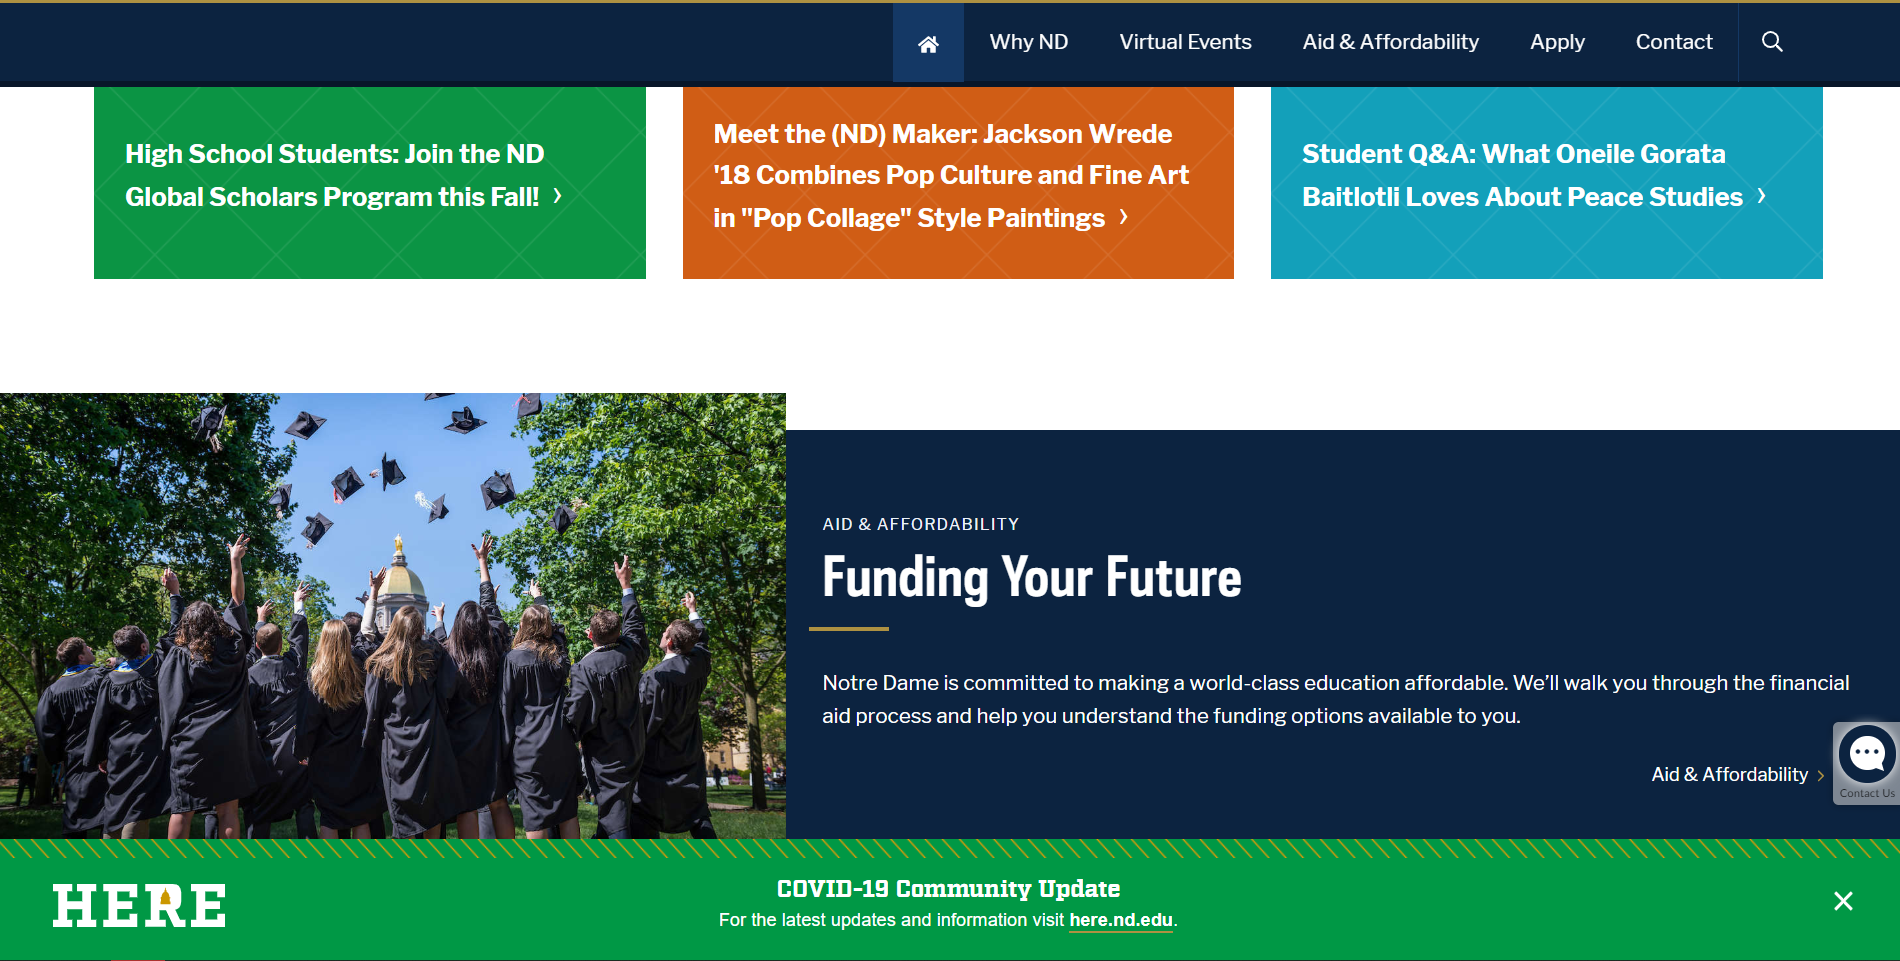 Why ND Virtual Events Aid & Affordability Apply Contact
High School Students: Join the ND
Global Scholars Program this Fall!
Meet the (ND) Maker: Jackson Wrede
'18 Combines Pop Culture and Fine Art
in "Pop Collage" Style Paintings
Student Q&A: What Oneile Gorata
Baitlotli Loves About Peace Studies
AID & AFFORDABILITY
Funding Your Future
Notre Dame is committed to making a world-class education affordable. We’ll walk you through the financial
aid process and help you understand the funding options available to you.
Aid & Affordability
Contact Us
HERE
COVID-19 Community Update
For the latest updates and information visit here.nd.edu.